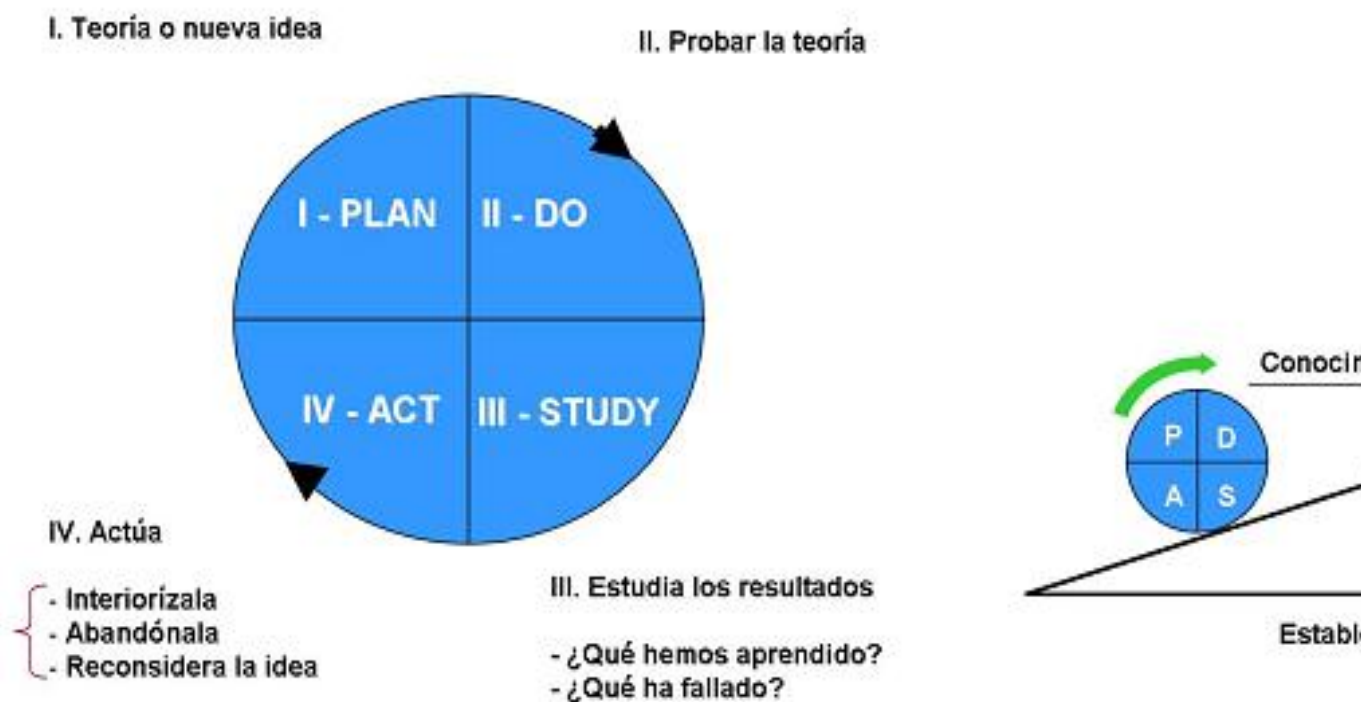 I. Teoría o nueva idea
II. Probar la teoría
I - PLAN
II - DO
IV - ACT
III - STUDY
IV. Actúa
- Interiorízala
- Abandónala
- Reconsidera la idea
III. Estudia los resultados
- ¿Qué hemos aprendido?
- ¿Qué ha fallado?
P D
A S